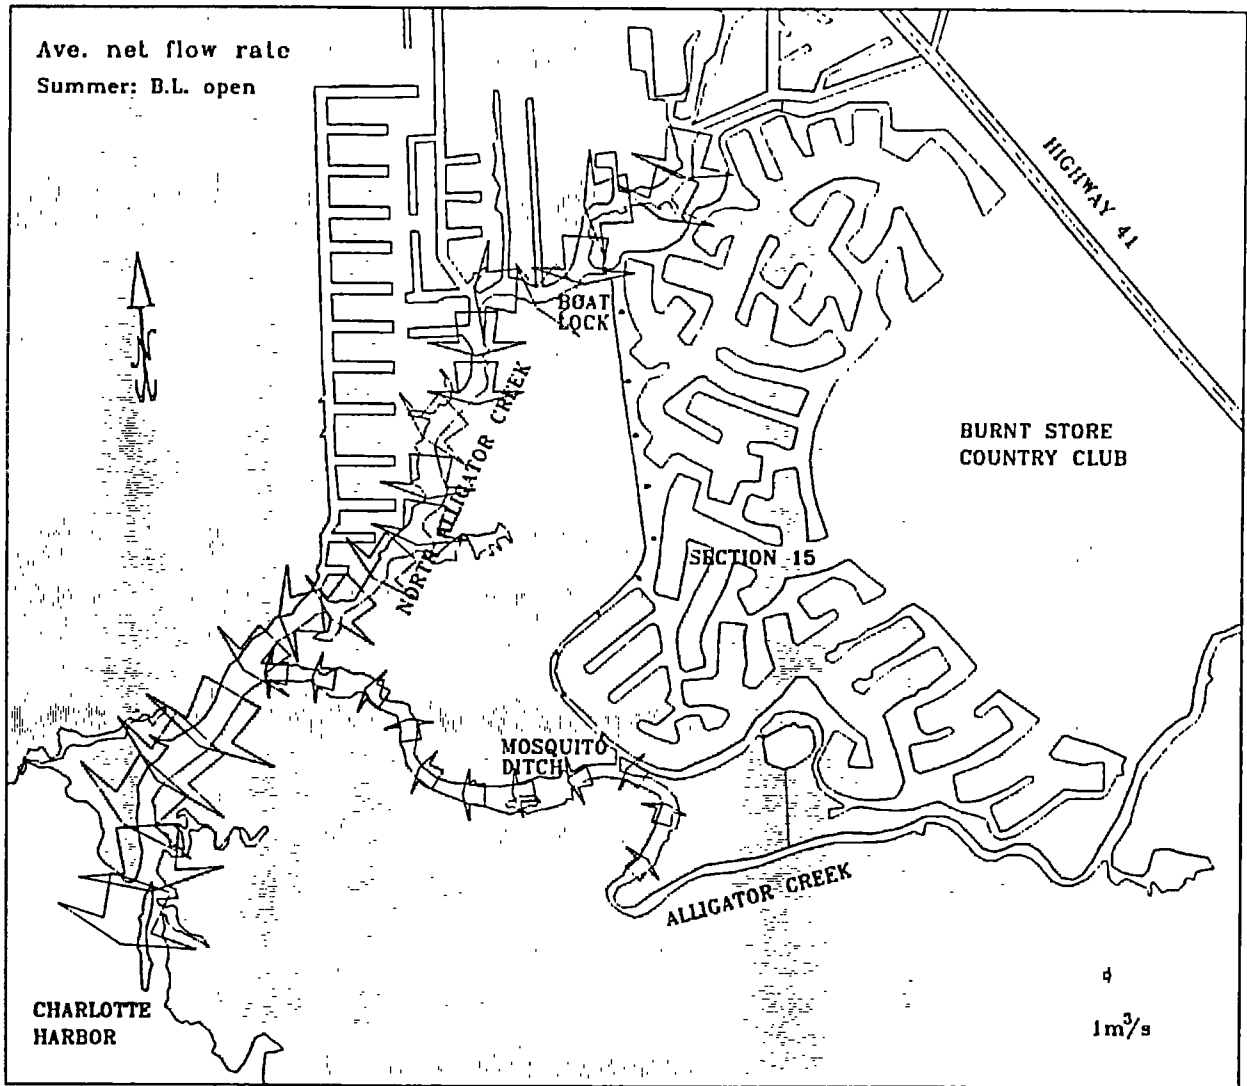 Ave. net flow rate
Summer: B.L. open
HIGHWAY 41
N
BOAT
LOCK
NORTH ALLIGATOR CREEK
BURNT STORE
COUNTRY CLUB
SECTION 15
MOSQUITO
DITCH
ALLIGATOR CREEK
CHARLOTTE
HARBOR
1m³/s